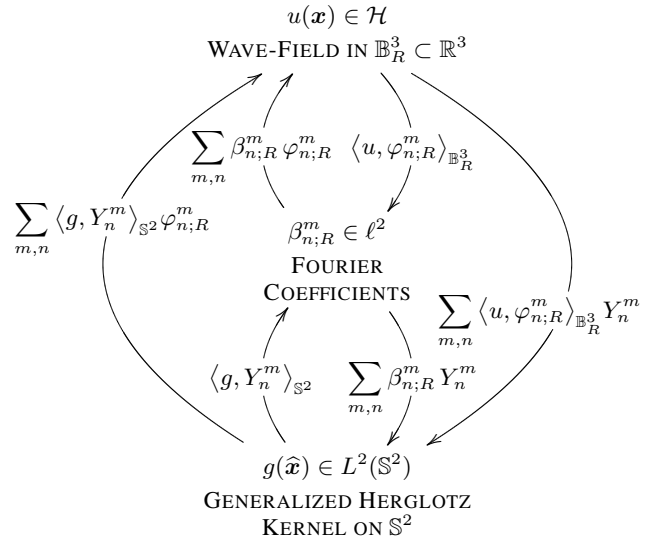 u(𝒙) ∈ ℋ
WAVE-FIELD IN 𝔹³_R ⊂ ℝ³
∑_{m,n} β^m_{n;R} φ^m_{n;R}
⟨u, φ^m_{n;R}⟩_{𝔹³_R}
∑_{m,n} ⟨g, Y^m_n⟩_{𝕊²} φ^m_{n;R}
β^m_{n;R} ∈ ℓ²
FOURIER
COEFFICIENTS
∑_{m,n} ⟨u, φ^m_{n;R}⟩_{𝔹³_R} Y^m_n
⟨g, Y^m_n⟩_{𝕊²}
∑_{m,n} β^m_{n;R} Y^m_n
g(𝒙̂) ∈ L²(𝕊²)
GENERALIZED HERGLOTZ
KERNEL ON 𝕊²